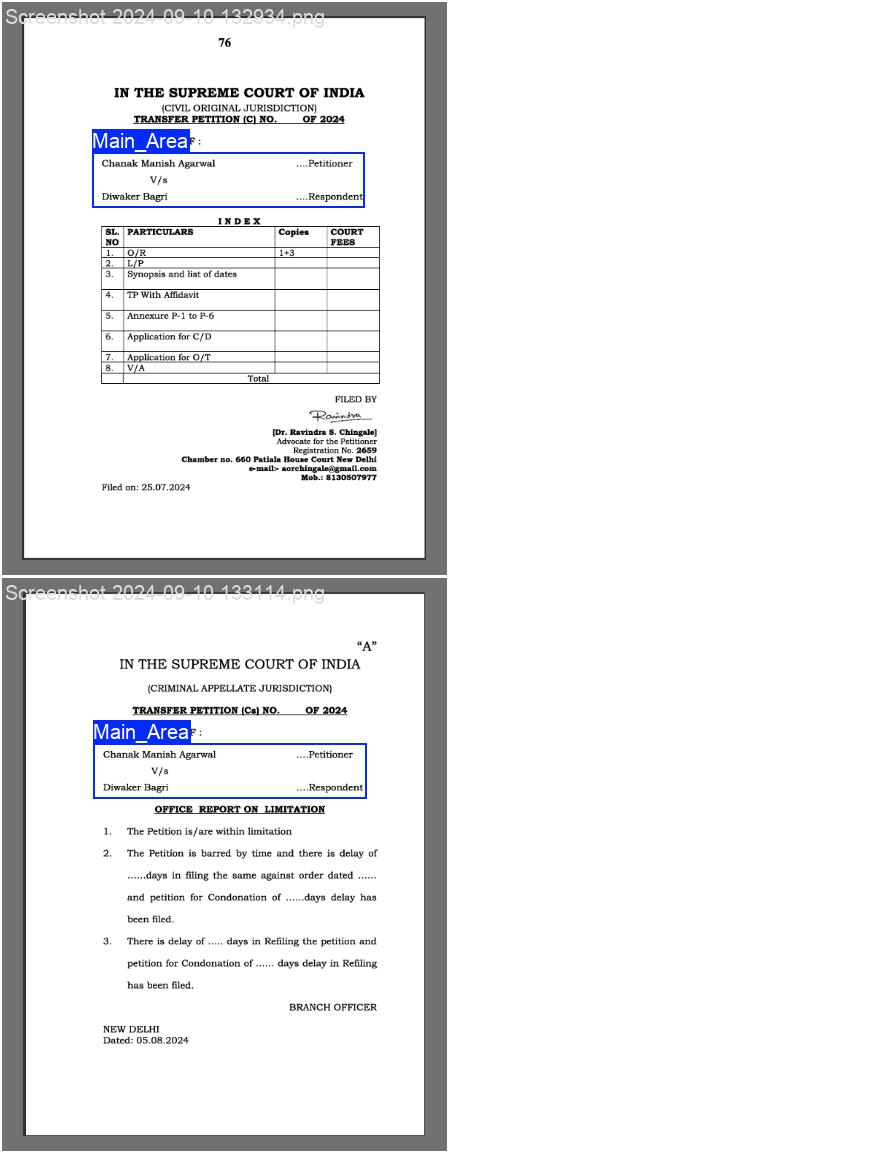 Screenshot 2024-09-10 132934.png
76
IN THE SUPREME COURT OF INDIA
(CIVIL ORIGINAL JURISDICTION)
TRANSFER PETITION (C) NO. OF 2024
Main_Area F :
Chanak Manish Agarwal ....Petitioner
V/s
Diwaker Bagri ....Respondent
I N D E X
SL. NO PARTICULARS Copies COURT FEES
1. O/R 1+3
2. L/P
3. Synopsis and list of dates
4. TP With Affidavit
5. Annexure P-1 to P-6
6. Application for C/D
7. Application for O/T
8. V/A
Total
FILED BY
Ravindra
[Dr. Ravindra S. Chingale]
Advocate for the Petitioner
Registration No. 2659
Chamber no. 660 Patiala House Court New Delhi
e-mail:- aorchingale@gmail.com
Mob.: 8130507977
Filed on: 25.07.2024
Screenshot 2024-09-10 133114.png
“A”
IN THE SUPREME COURT OF INDIA
(CRIMINAL APPELLATE JURISDICTION)
TRANSFER PETITION (Cs) NO. OF 2024
Main_Area F :
Chanak Manish Agarwal ....Petitioner
V/s
Diwaker Bagri ....Respondent
OFFICE REPORT ON LIMITATION
1. The Petition is/are within limitation
2. The Petition is barred by time and there is delay of
......days in filing the same against order dated ......
and petition for Condonation of ......days delay has
been filed.
3. There is delay of ..... days in Refiling the petition and
petition for Condonation of ...... days delay in Refiling
has been filed.
BRANCH OFFICER
NEW DELHI
Dated: 05.08.2024